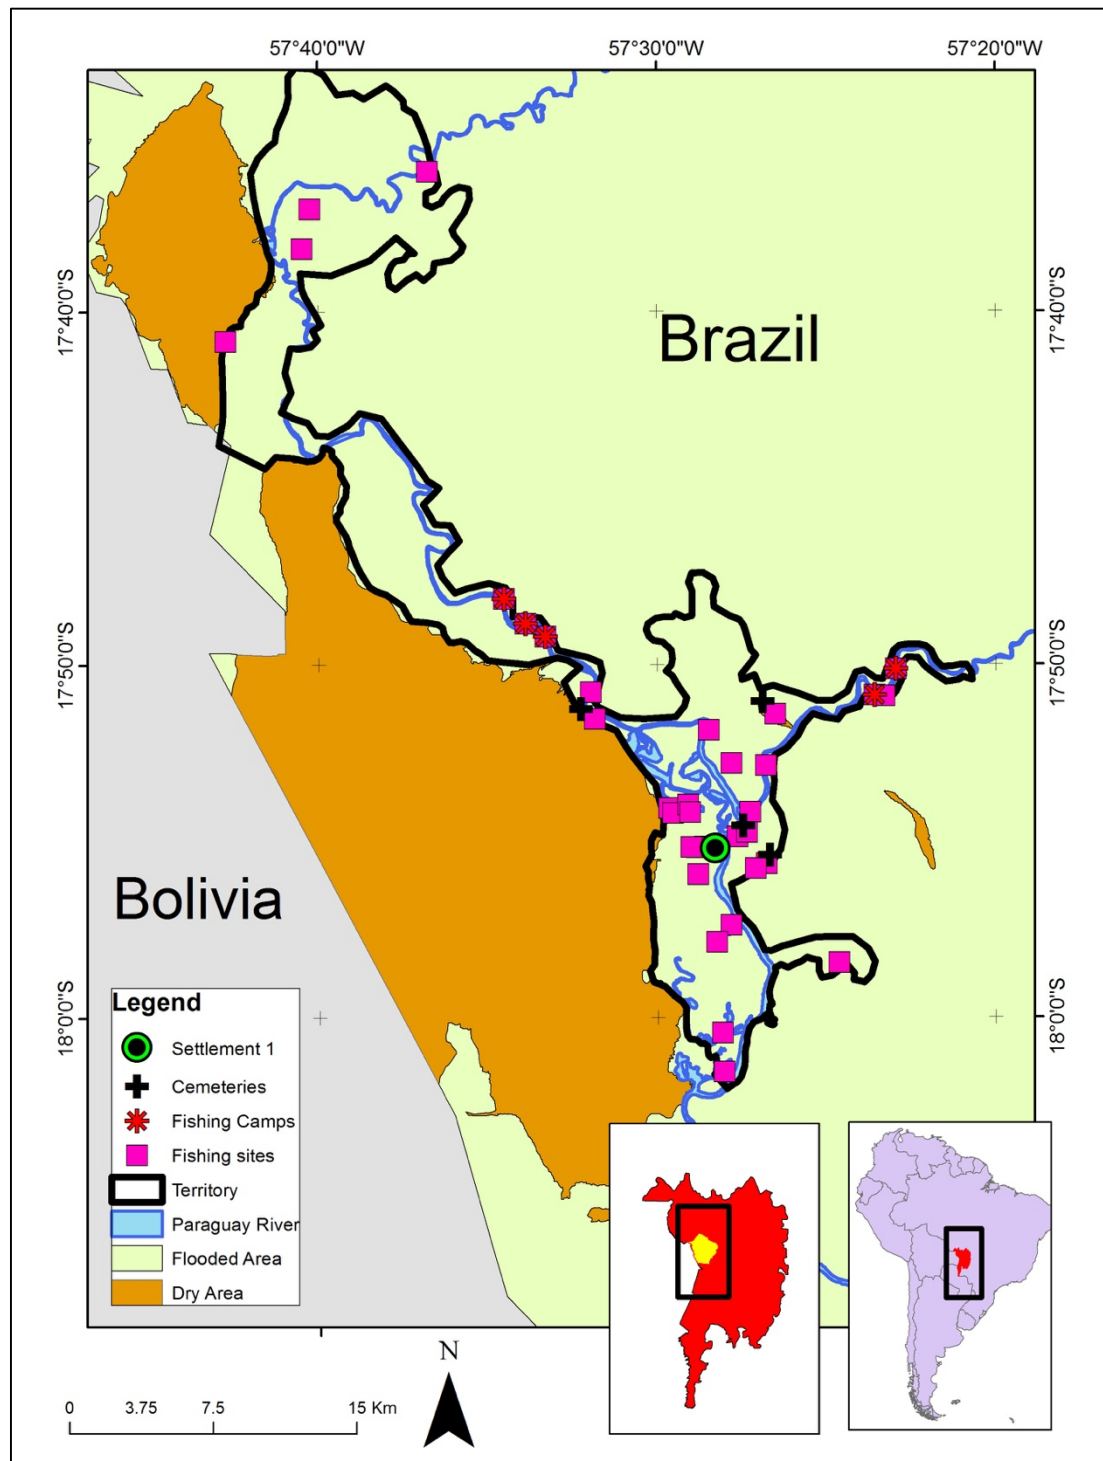 57°40'0"W 57°30'0"W 57°20'0"W
17°40'0"S 17°40'0"S
Brazil
17°50'0"S 17°50'0"S
Bolivia
18°0'0"S 18°0'0"S
Legend
Settlement 1
Cemeteries
Fishing Camps
Fishing sites
Territory
Paraguay River
Flooded Area
Dry Area
N
0 3.75 7.5 15 Km